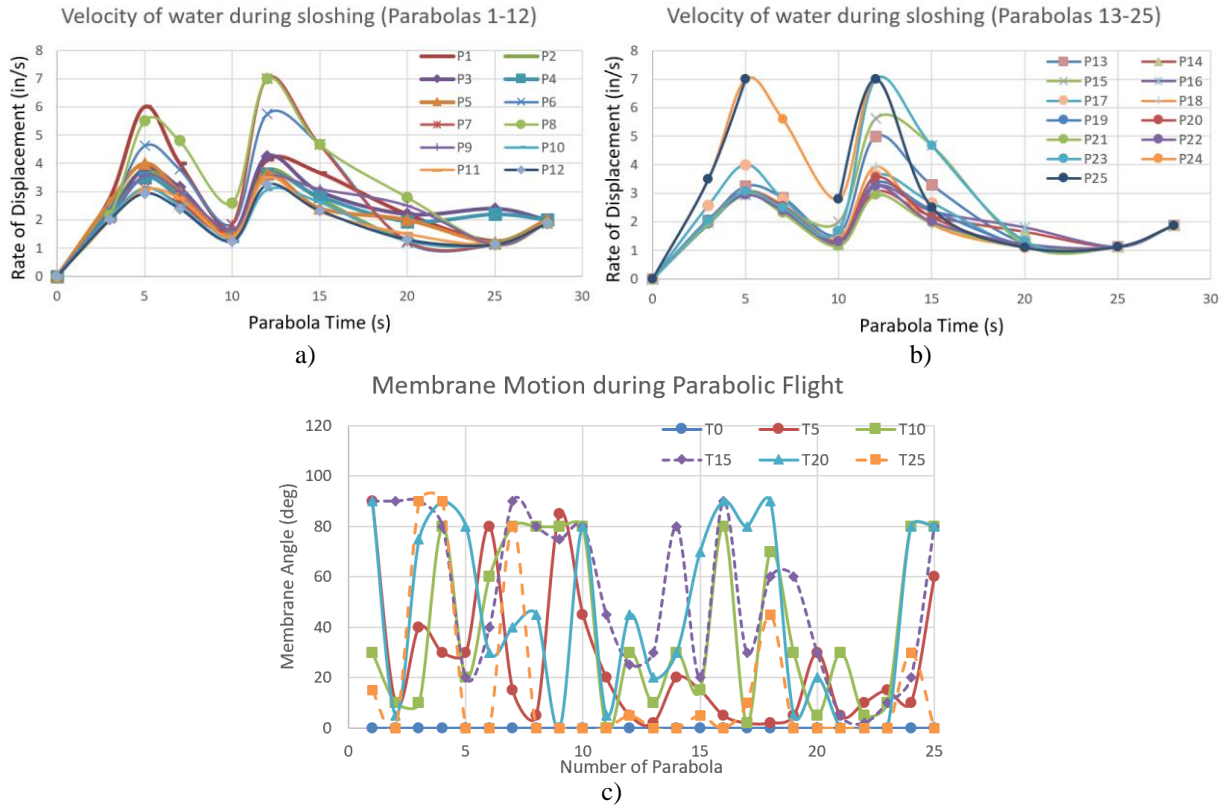 Velocity of water during sloshing (Parabolas 1-12)
Rate of Displacement (in/s)
8
7
6
5
4
3
2
1
0
P1 P2
P3 P4
P5 P6
P7 P8
P9 P10
P11 P12
0 5 10 15 20 25 30
Parabola Time (s)
a)
Velocity of water during sloshing (Parabolas 13-25)
Rate of Displacement (in/s)
8
7
6
5
4
3
2
1
0
P13 P14
P15 P16
P17 P18
P19 P20
P21 P22
P23 P24
P25
0 5 10 15 20 25 30
Parabola Time (s)
b)
Membrane Motion during Parabolic Flight
Membrane Angle (deg)
120
100
80
60
40
20
0
T0 T5 T10
T15 T20 T25
0 5 10 15 20 25
Number of Parabola
c)